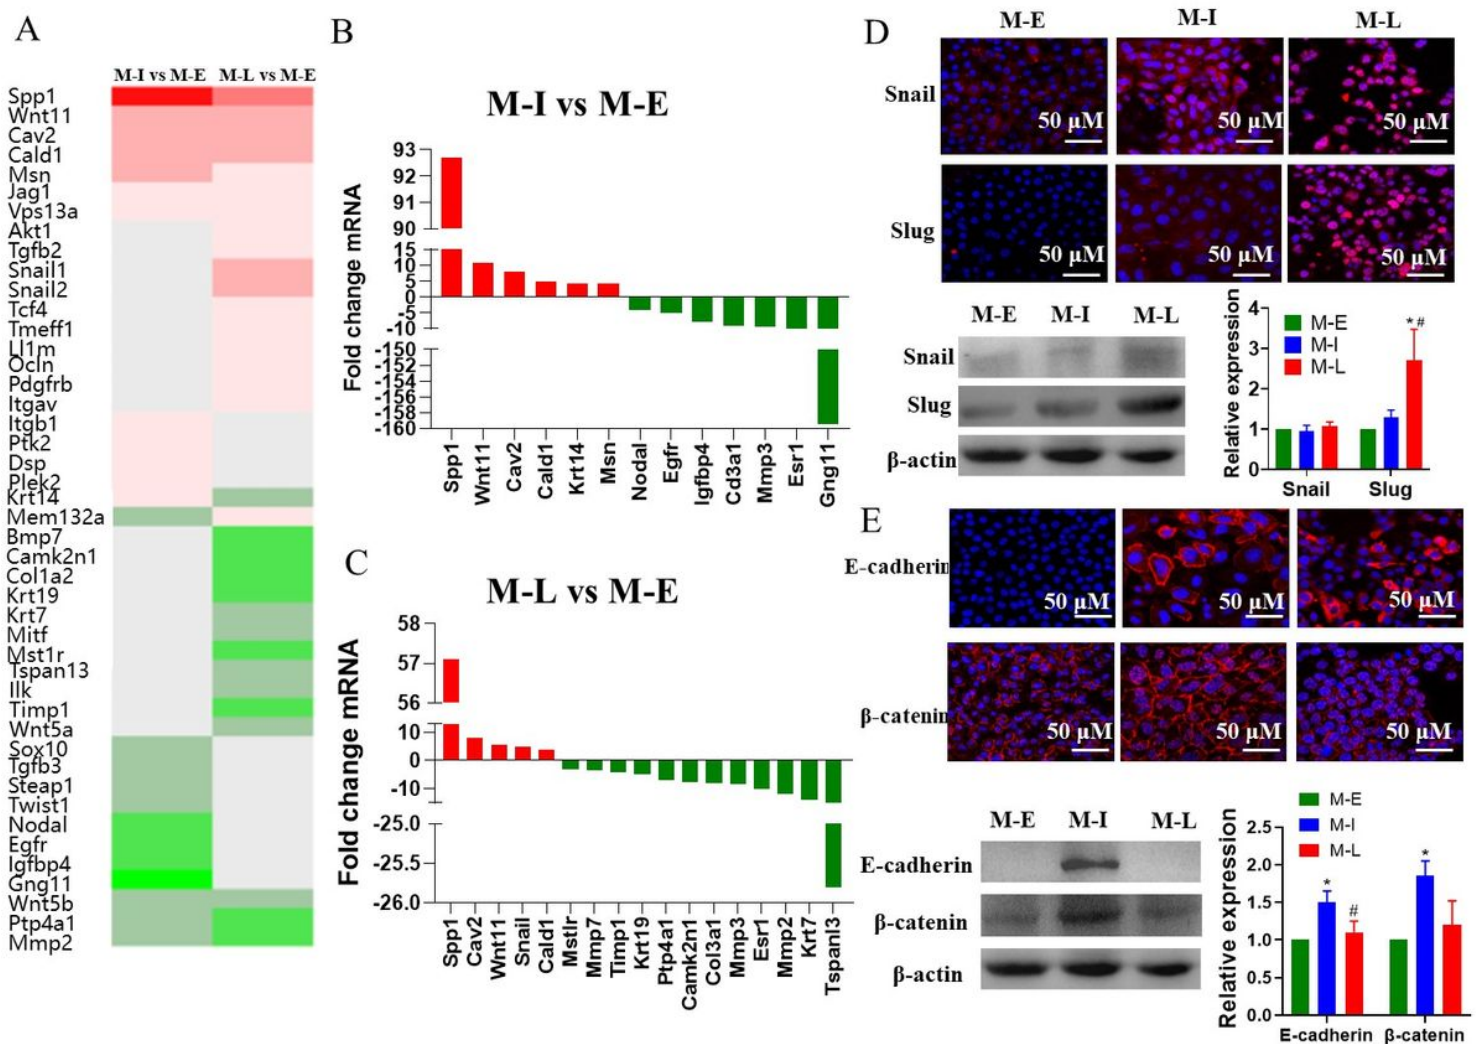 A
M-I vs M-E
M-L vs M-E
Spp1
Wnt11
Cav2
Cald1
Msn
Jag1
Vps13a
Akt1
Tgfb2
Snail1
Snail2
Tcf4
Tmeff1
Ll1m
Ocln
Pdgfrb
Itgav
Itgb1
Ptk2
Dsp
Plek2
Krt14
Mem132a
Bmp7
Camk2n1
Col1a2
Krt19
Krt7
Mitf
Mst1r
Tspan13
Ilk
Timp1
Wnt5a
Sox10
Tgfb3
Steap1
Twist1
Nodal
Egfr
Igfbp4
Gng11
Wnt5b
Ptp4a1
Mmp2
B
M-I vs M-E
Fold change mRNA
93
92
91
90
15
10
5
0
-5
-10
-150
-152
-154
-156
-158
-160
Spp1
Wnt11
Cav2
Cald1
Krt14
Msn
Nodal
Egfr
Igfbp4
Cd3a1
Mmp3
Esr1
Gng11
C
M-L vs M-E
Fold change mRNA
58
57
56
10
0
-10
-25.0
-25.5
-26.0
Spp1
Cav2
Wnt11
Snail
Cald1
Mstlr
Mmp7
Timp1
Krt19
Ptp4a1
Camk2n1
Col3a1
Mmp3
Esr1
Mmp2
Krt7
Tspanl3
D
M-E M-I M-L
Snail
50 μM 50 μM 50 μM
Slug
50 μM 50 μM 50 μM
M-E M-I M-L
Snail
Slug
β-actin
Relative expression
4
3
2
1
0
M-E
M-I
M-L
*#
Snail Slug
E
E-cadherin
50 μM 50 μM 50 μM
β-catenin
50 μM 50 μM 50 μM
M-E M-I M-L
E-cadherin
β-catenin
β-actin
Relative expression
2.5
2.0
1.5
1.0
0.5
0.0
M-E
M-I
M-L
* # *
E-cadherin β-catenin